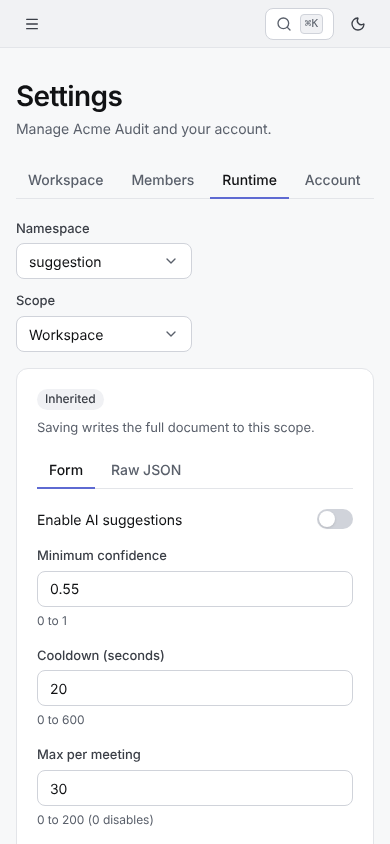 ⌘K
Settings
Manage Acme Audit and your account.
Workspace Members Runtime Account
Namespace
suggestion
Scope
Workspace
Inherited
Saving writes the full document to this scope.
Form Raw JSON
Enable AI suggestions
Minimum confidence
0.55
0 to 1
Cooldown (seconds)
20
0 to 600
Max per meeting
30
0 to 200 (0 disables)